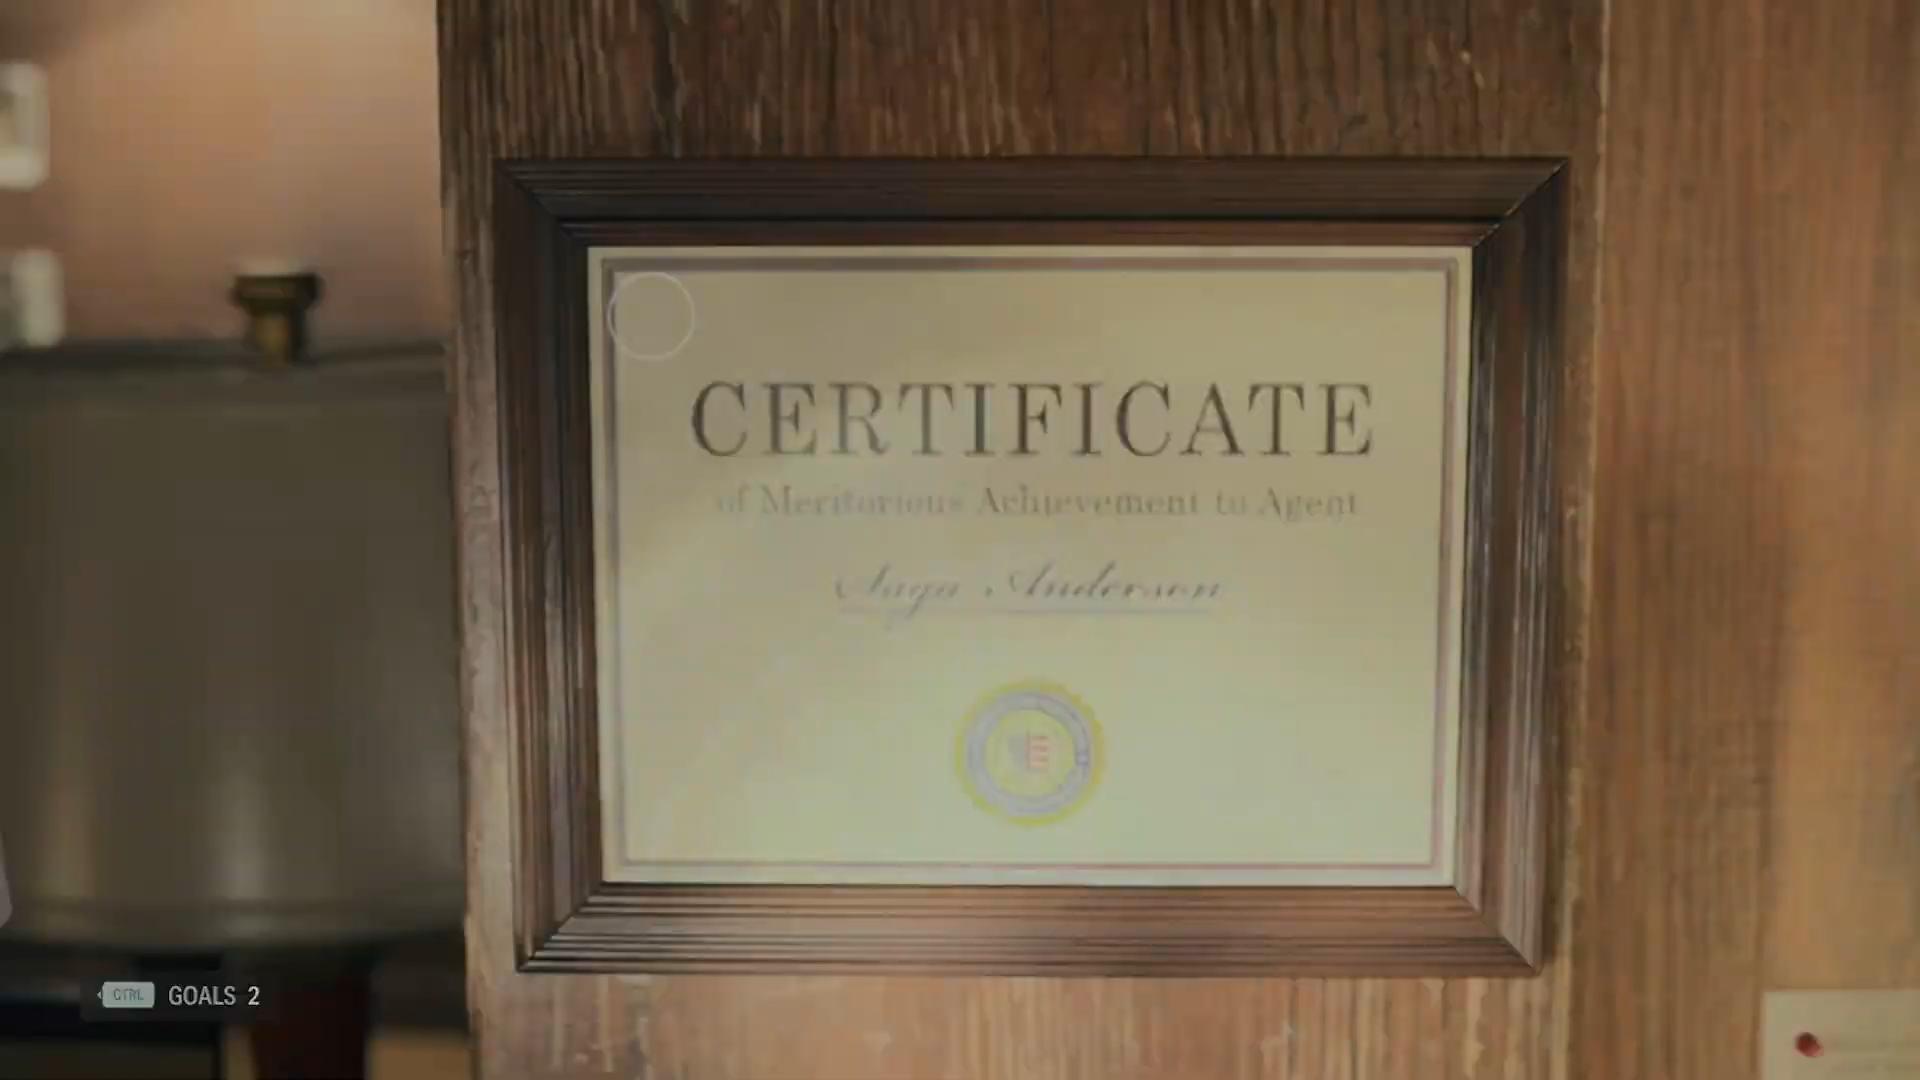 CERTIFICATE
of Meritorious Achievement to Agent
Saga Anderson
CTRL GOALS 2